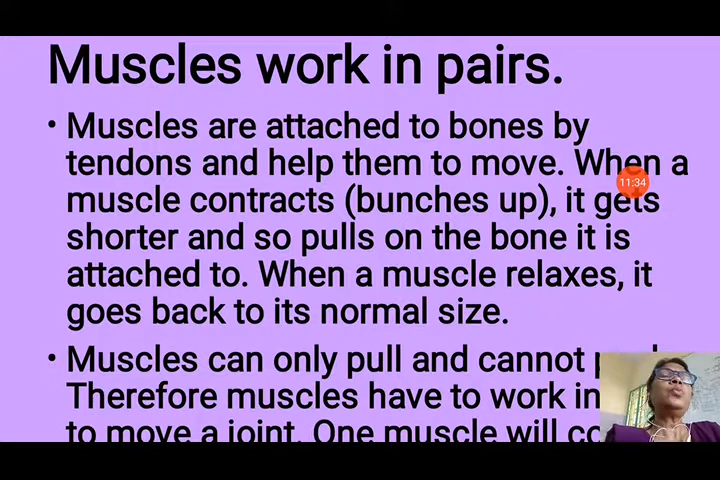 Muscles work in pairs.
• Muscles are attached to bones by
tendons and help them to move. When a
muscle contracts (bunches up), it gets
shorter and so pulls on the bone it is
attached to. When a muscle relaxes, it
goes back to its normal size.
• Muscles can only pull and cannot
Therefore muscles have to work in
to move a joint. One muscle will
11:34